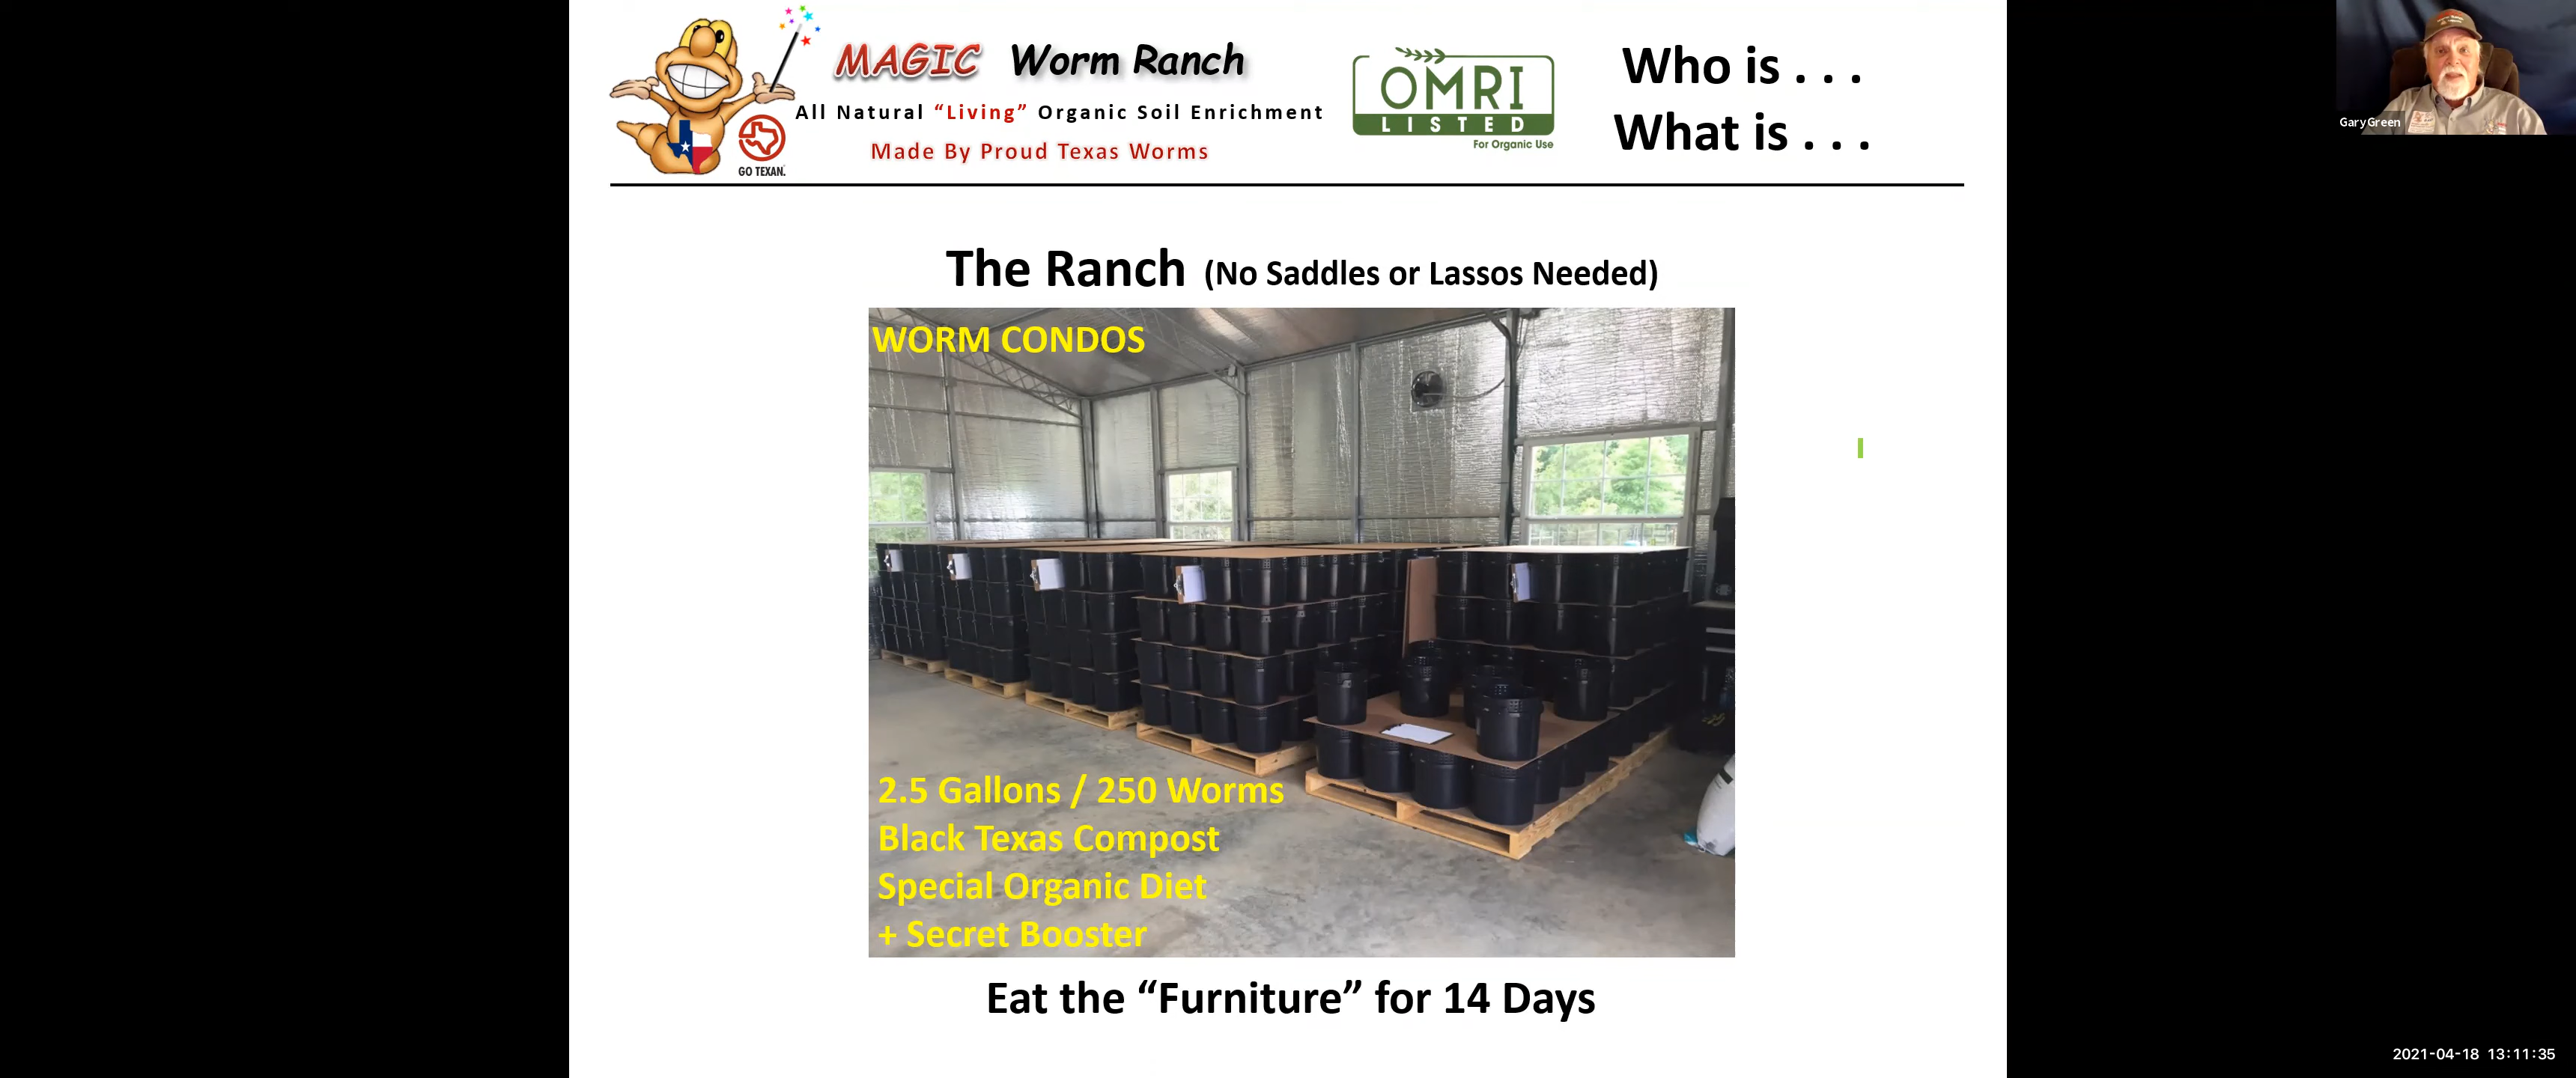 MAGIC Worm Ranch
All Natural “Living” Organic Soil Enrichment
Made By Proud Texas Worms
GO TEXAN.
OMRI
LISTED
For Organic Use
Who is . . .
What is . . .
GaryGreen
The Ranch (No Saddles or Lassos Needed)
WORM CONDOS
2.5 Gallons / 250 Worms
Black Texas Compost
Special Organic Diet
+ Secret Booster
Eat the “Furniture” for 14 Days
2021-04-18 13:11:35